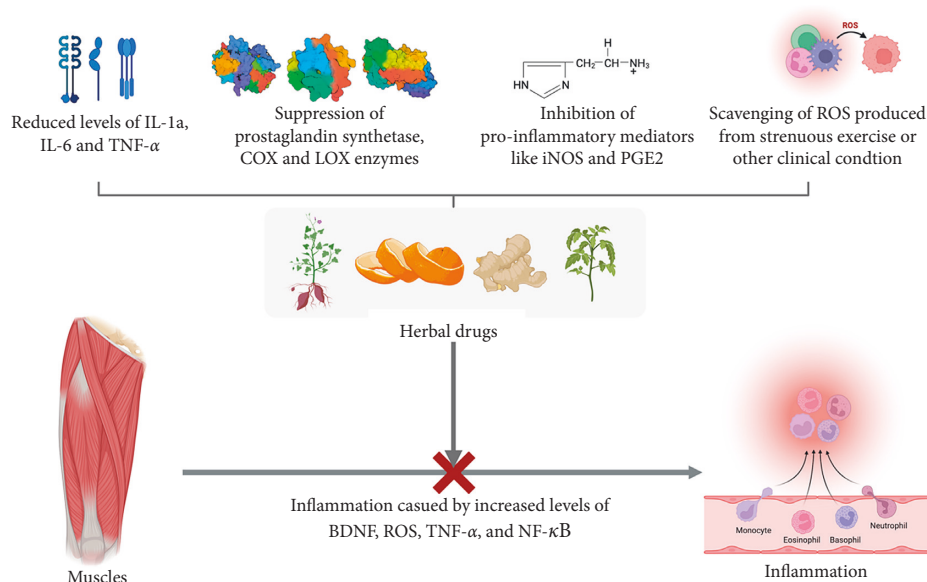 Reduced levels of IL-1a,
IL-6 and TNF-α
Suppression of
prostaglandin synthetase,
COX and LOX enzymes
HN
N
CH₂
H
C
NH₃
+
Inhibition of
pro-inflammatory mediators
like iNOS and PGE2
ROS
Scavenging of ROS produced
from strenuous exercise or
other clinical condtion
Herbal drugs
Inflammation casued by increased levels of
BDNF, ROS, TNF-α, and NF-κB
Muscles
Monocyte
Eosinophil
Basophil
Neutrophil
Inflammation